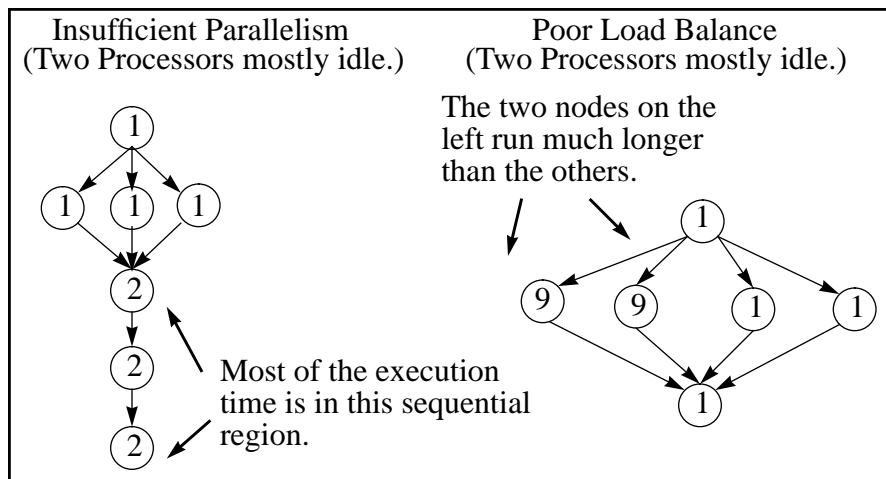 Insufficient Parallelism
(Two Processors mostly idle.)
1
1 1 1
2
2
2
Most of the execution
time is in this sequential
region.
Poor Load Balance
(Two Processors mostly idle.)
The two nodes on the
left run much longer
than the others.
1
9 9 1 1
1